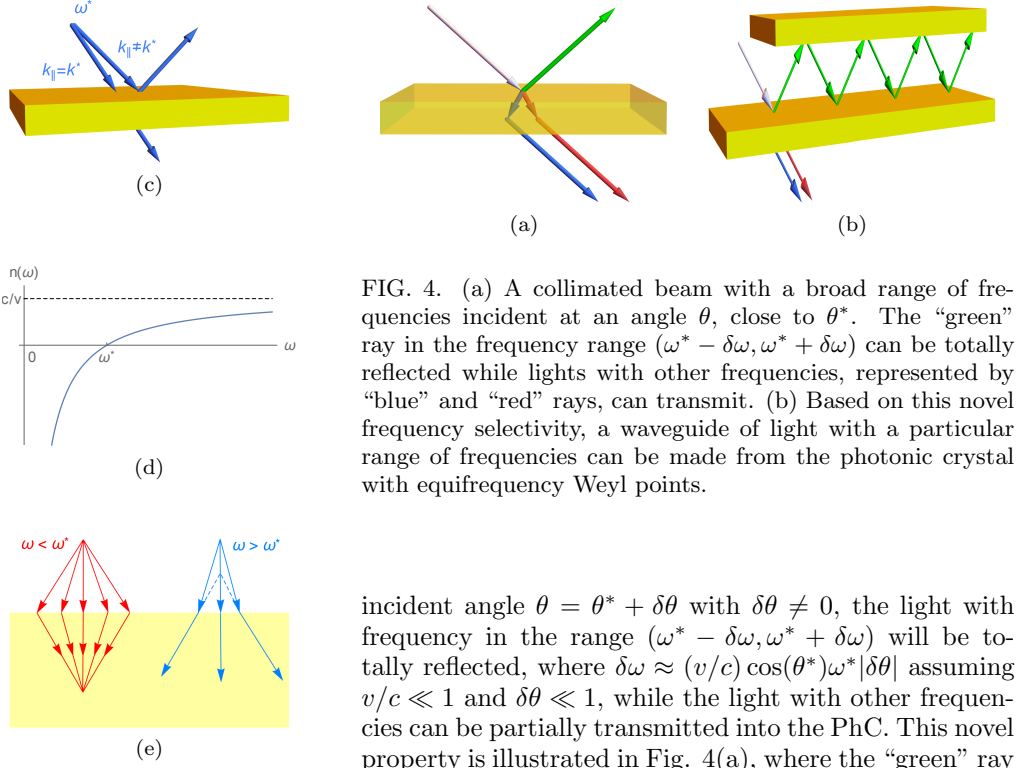 ω*
k∥≠k*
k∥=k*
(c)
n(ω)
c/v
0
ω*
ω
(d)
ω < ω*
ω > ω*
(e)
(a)
(b)
FIG. 4. (a) A collimated beam with a broad range of fre-
quencies incident at an angle θ, close to θ*. The “green”
ray in the frequency range (ω* − δω, ω* + δω) can be totally
reflected while lights with other frequencies, represented by
“blue” and “red” rays, can transmit. (b) Based on this novel
frequency selectivity, a waveguide of light with a particular
range of frequencies can be made from the photonic crystal
with equifrequency Weyl points.
incident angle θ = θ* + δθ with δθ ≠ 0, the light with
frequency in the range (ω* − δω, ω* + δω) will be to-
tally reflected, where δω ≈ (v/c) cos(θ*)ω*|δθ| assuming
v/c ≪ 1 and δθ ≪ 1, while the light with other frequen-
cies can be partially transmitted into the PhC. This novel
property is illustrated in Fig. 4(a), where the “green” ray